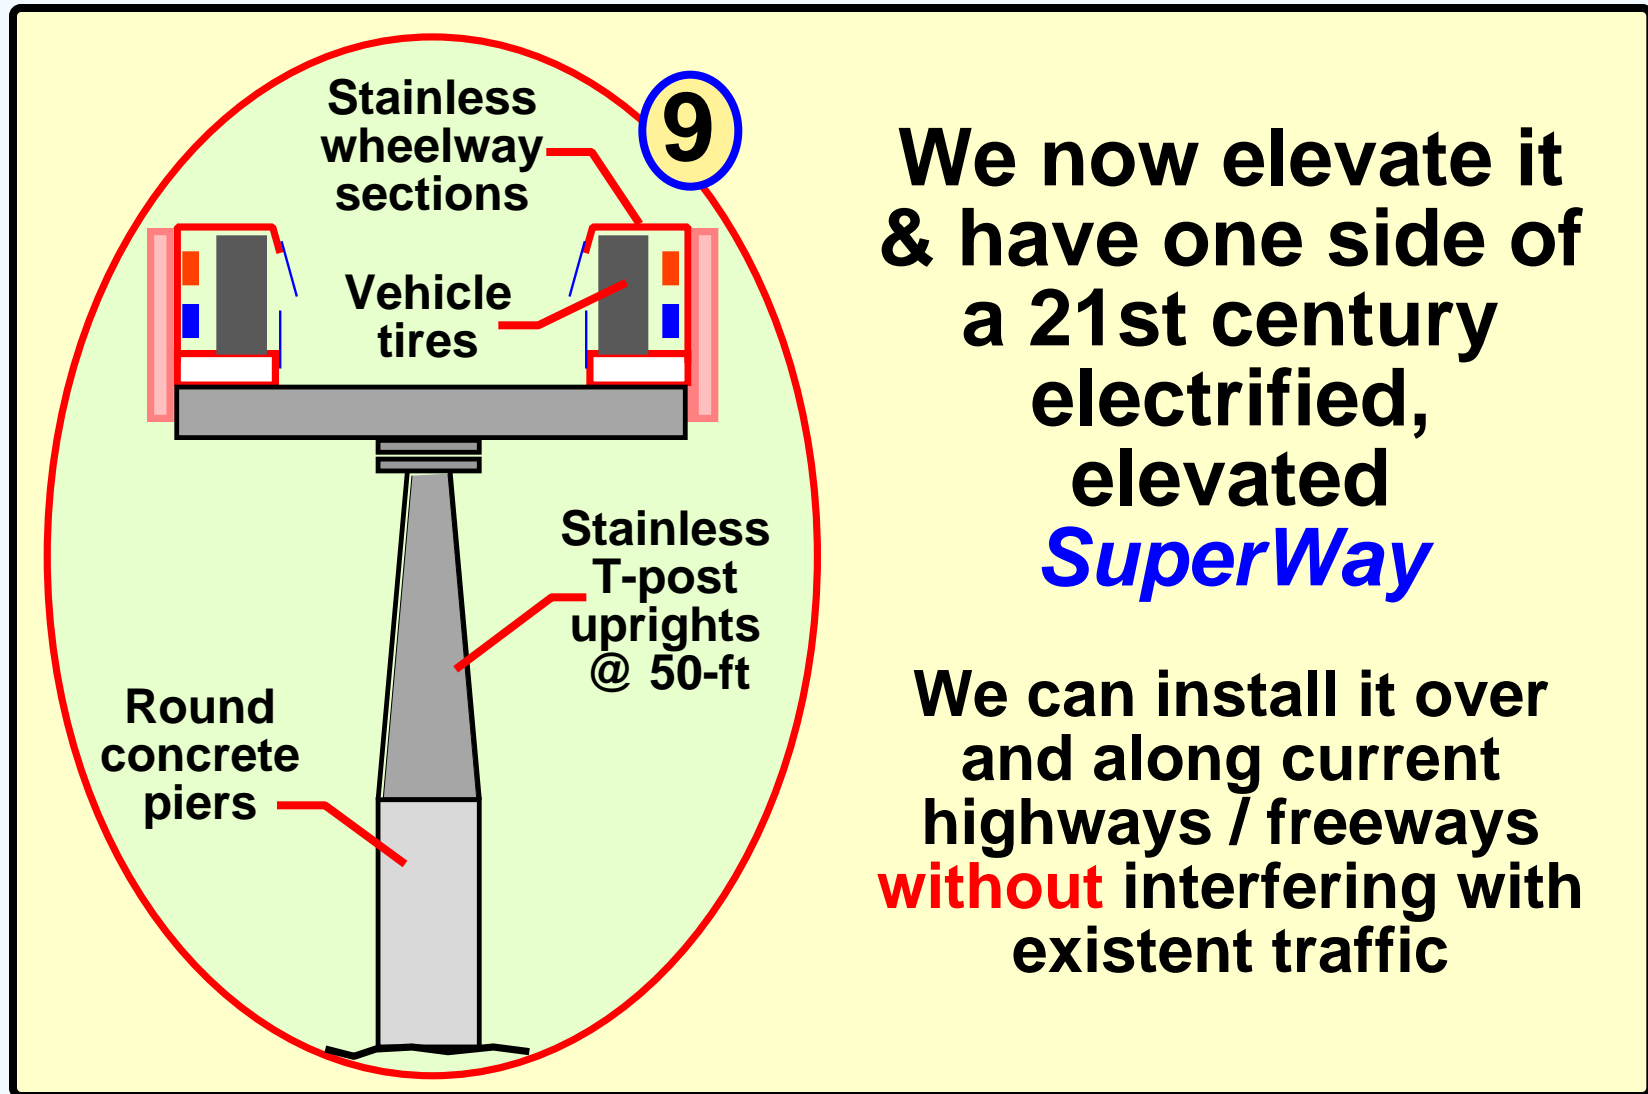 Stainless
wheelway
sections
9
Vehicle
tires
Stainless
T-post
uprights
@ 50-ft
Round
concrete
piers
We now elevate it
& have one side of
a 21st century
electrified,
elevated
SuperWay
We can install it over
and along current
highways / freeways
without interfering with
existent traffic